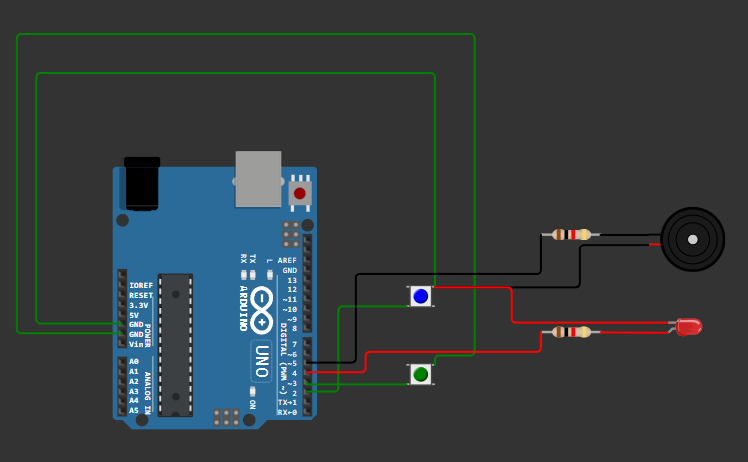 RX
TX
L
AREF
GND
13
12
~11
~10
~9
8
7
~6
~5
4
~3
2
TX→1
RX←0
DIGITAL (PWM ~)
ARDUINO
UNO
ON
IOREF
RESET
3.3V
5V
GND
GND
Vin
POWER
A0
A1
A2
A3
A4
A5
ANALOG IN